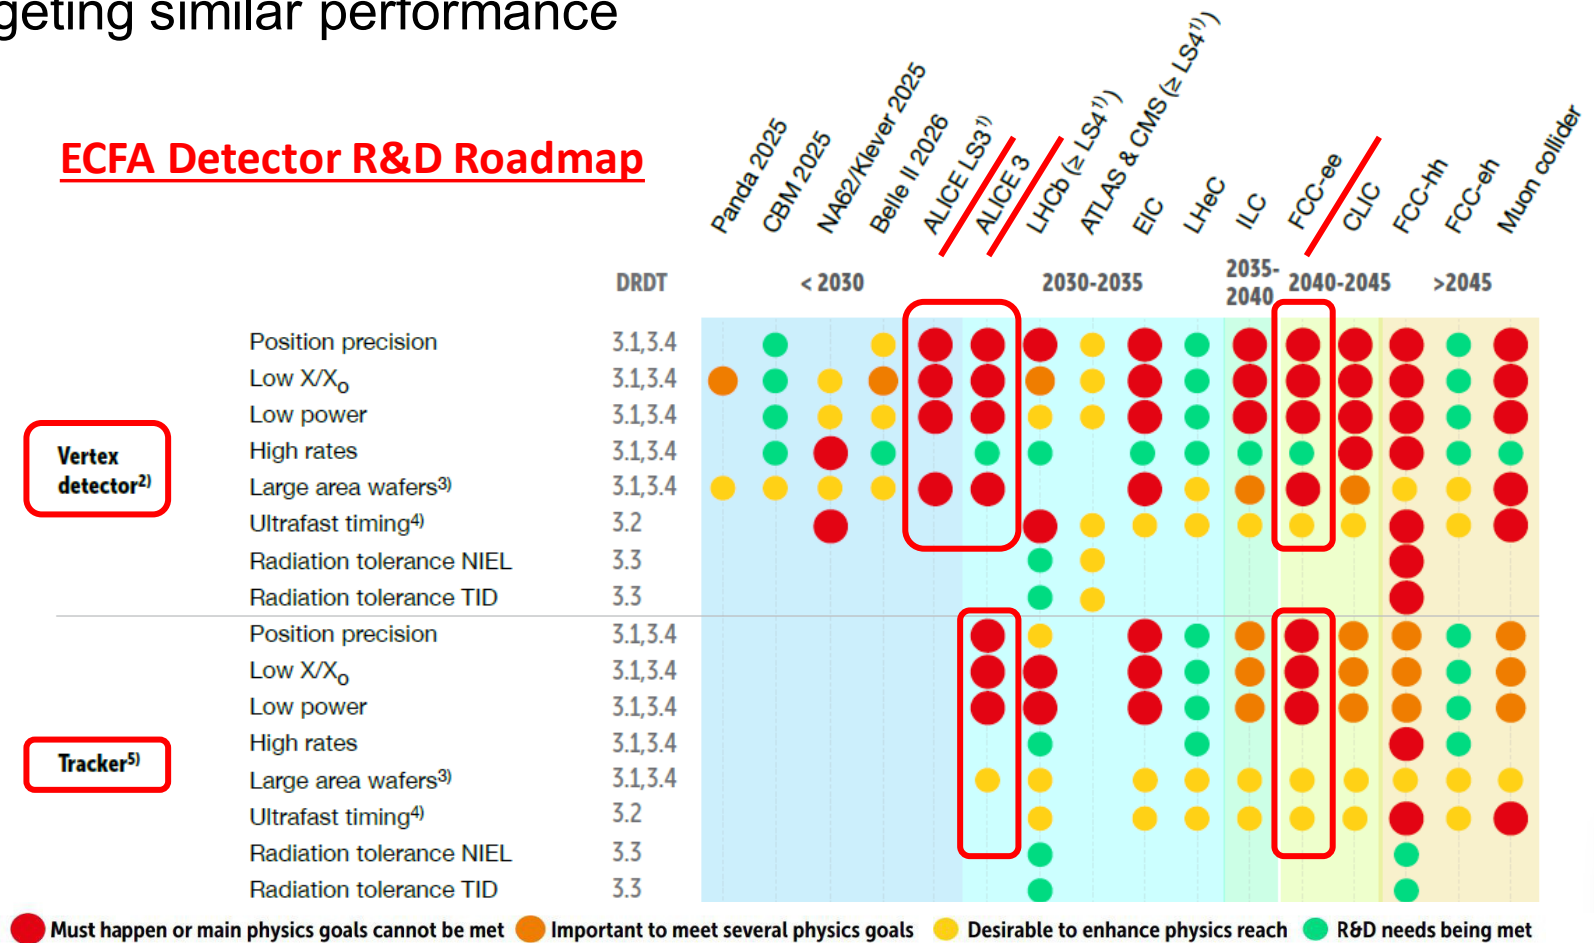 geting similar performance
ECFA Detector R&D Roadmap
Panda 2025
CBM 2025
NA62/Klever 2025
Belle II 2026
ALICE LS3 1)
ALICE 3
LHCb (≥ LS4 1))
ATLAS & CMS (≥ LS4 1))
EIC
LHeC
ILC
FCC-ee
CLIC
FCC-hh
FCC-eh
Muon collider
DRDT
< 2030
2030-2035
2035-
2040
2040-2045
>2045
Vertex
detector2)
Position precision 3.1,3.4
Low X/Xo 3.1,3.4
Low power 3.1,3.4
High rates 3.1,3.4
Large area wafers3) 3.1,3.4
Ultrafast timing4) 3.2
Radiation tolerance NIEL 3.3
Radiation tolerance TID 3.3
Tracker5)
Position precision 3.1,3.4
Low X/Xo 3.1,3.4
Low power 3.1,3.4
High rates 3.1,3.4
Large area wafers3) 3.1,3.4
Ultrafast timing4) 3.2
Radiation tolerance NIEL 3.3
Radiation tolerance TID 3.3
Must happen or main physics goals cannot be met Important to meet several physics goals Desirable to enhance physics reach R&D needs being met